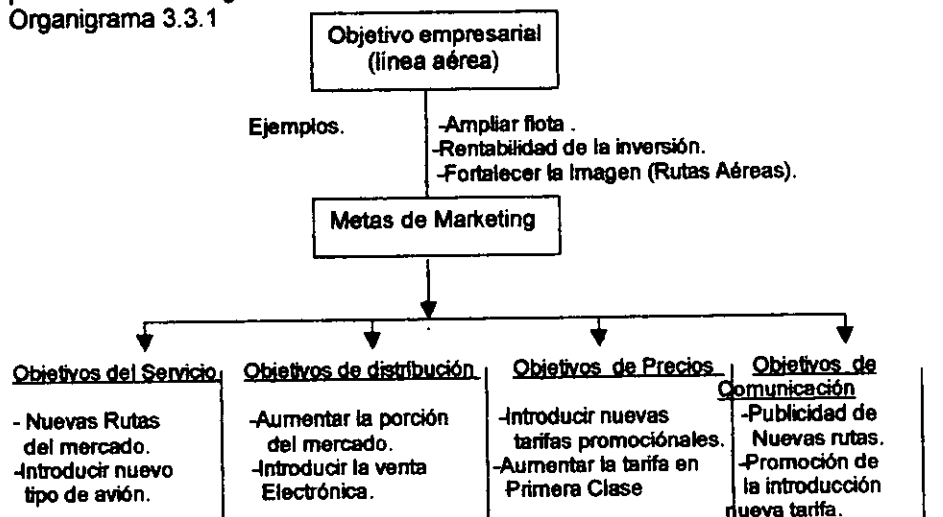 Organigrama 3.3.1
Objetivo empresarial
(línea aérea)
Ejemplos.
-Ampliar flota .
-Rentabilidad de la inversión.
-Fortalecer la Imagen (Rutas Aéreas).
Metas de Marketing
Objetivos del Servicio
- Nuevas Rutas
del mercado.
-Introducir nuevo
tipo de avión.
Objetivos de distribución
-Aumentar la porción
del mercado.
-Introducir la venta
Electrónica.
Objetivos de Precios
-Introducir nuevas
tarifas promociónales.
-Aumentar la tarifa en
Primera Clase
Objetivos de
Comunicación
-Publicidad de
Nuevas rutas.
-Promoción de
la introducción
nueva tarifa.